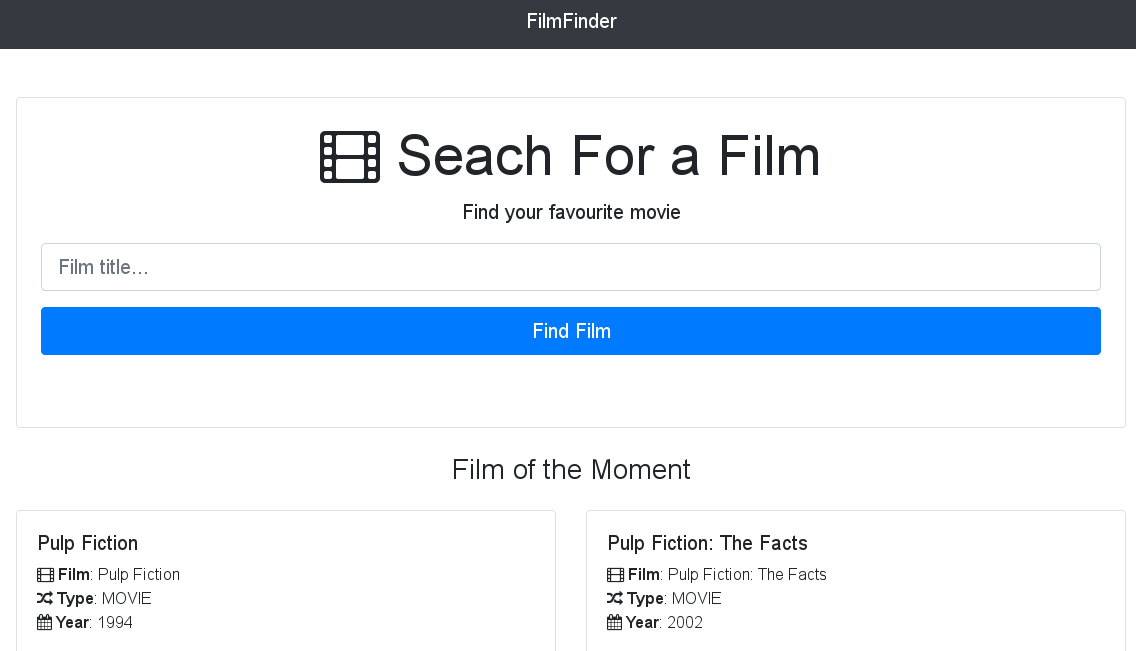 FilmFinder
Seach For a Film
Find your favourite movie
Film title...
Find Film
Film of the Moment
Pulp Fiction
Film: Pulp Fiction
Type: MOVIE
Year: 1994
Pulp Fiction: The Facts
Film: Pulp Fiction: The Facts
Type: MOVIE
Year: 2002